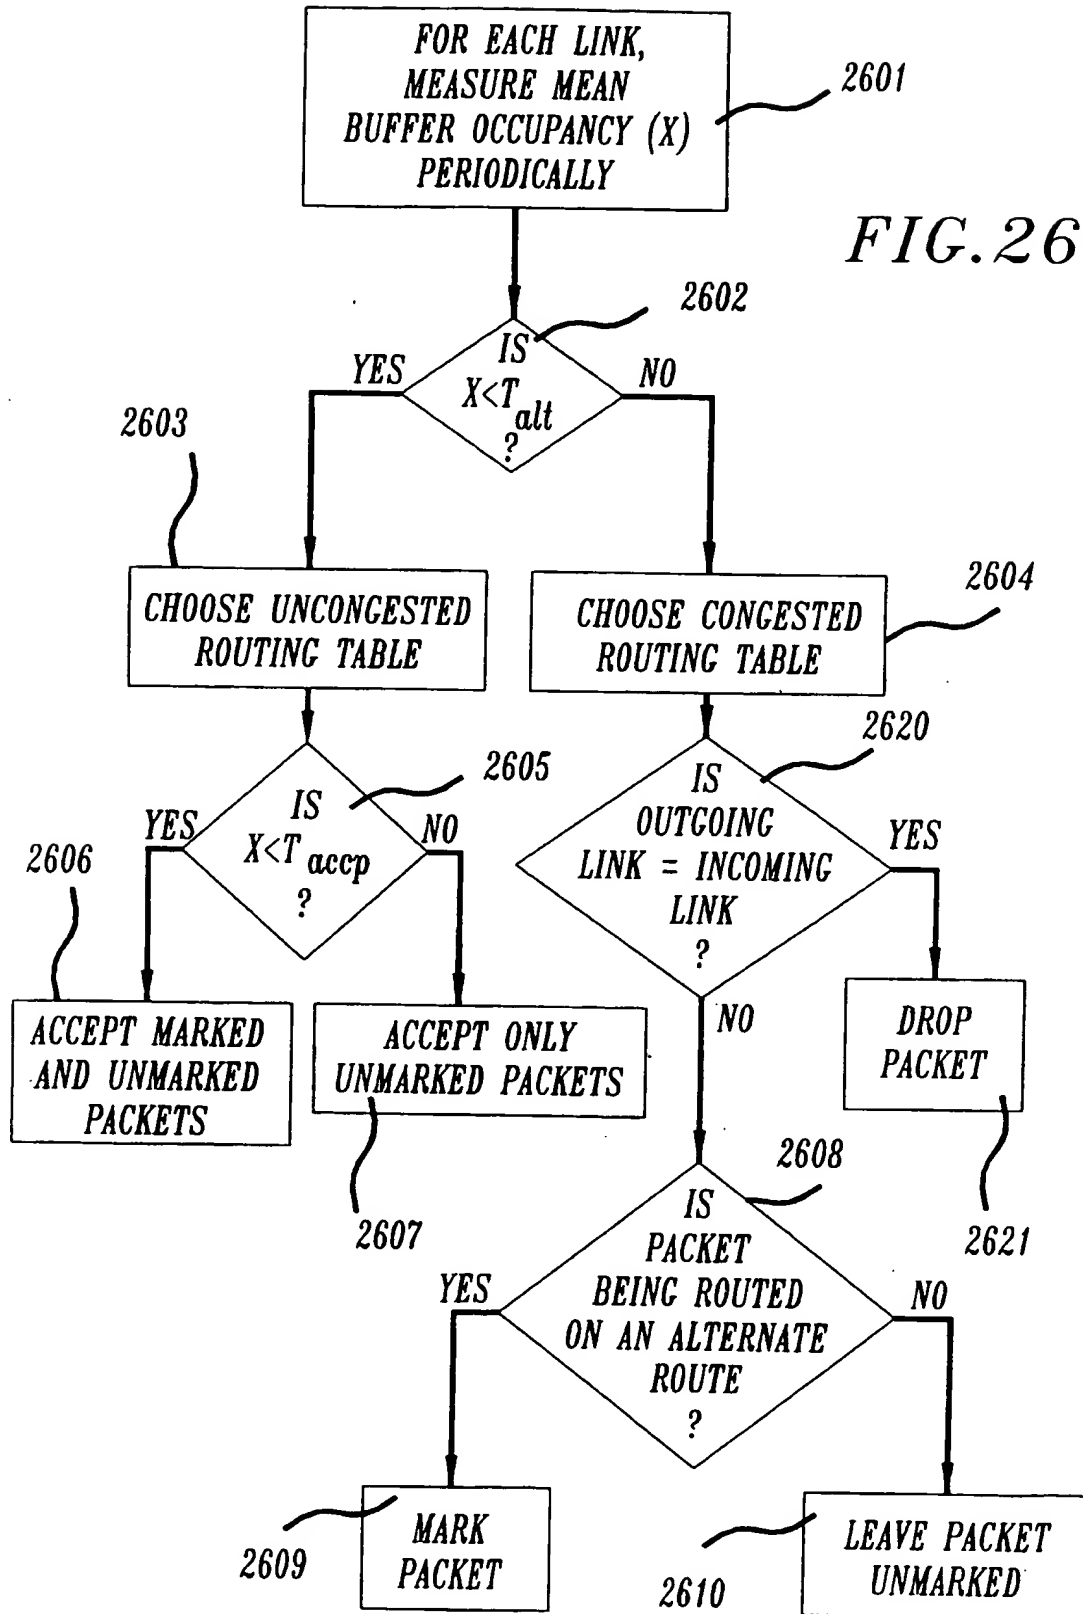 FOR EACH LINK,
MEASURE MEAN
BUFFER OCCUPANCY (X)
PERIODICALLY
2601
FIG.26
2602
IS
X<T alt
?
YES
NO
2603
CHOOSE UNCONGESTED
ROUTING TABLE
CHOOSE CONGESTED
ROUTING TABLE
2604
2605
IS
X<T accp
?
YES
NO
2606
2620
IS
OUTGOING
LINK = INCOMING
LINK
?
YES
NO
ACCEPT MARKED
AND UNMARKED
PACKETS
ACCEPT ONLY
UNMARKED PACKETS
2607
DROP
PACKET
2621
2608
IS
PACKET
BEING ROUTED
ON AN ALTERNATE
ROUTE
?
YES
NO
MARK
PACKET
2609
LEAVE PACKET
UNMARKED
2610